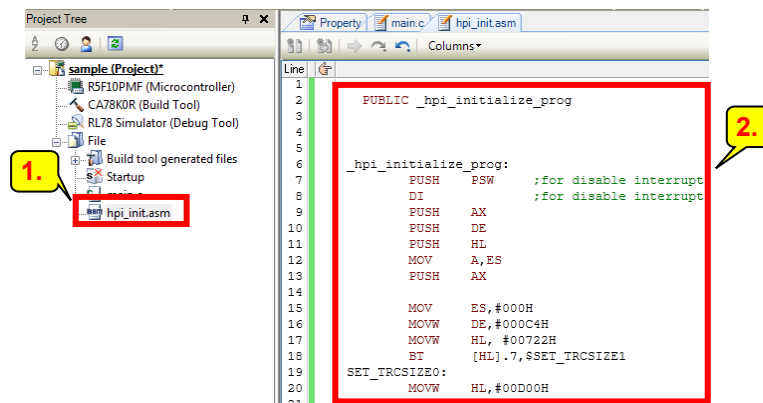 Project Tree
sample (Project)*
R5F10PMF (Microcontroller)
CA78K0R (Build Tool)
RL78 Simulator (Debug Tool)
File
Build tool generated files
Startup
hpi_init.asm
1.
Property main.c hpi_init.asm
Columns
Line
1
2 PUBLIC _hpi_initialize_prog
3
4
5
6 _hpi_initialize_prog:
7 PUSH PSW ;for disable interrupt
8 DI ;for disable interrupt
9 PUSH AX
10 PUSH DE
11 PUSH HL
12 MOV A,ES
13 PUSH AX
14
15 MOV ES,#000H
16 MOVW DE,#000C4H
17 MOVW HL, #00722H
18 BT [HL].7,$SET_TRCSIZE1
19 SET_TRCSIZE0:
20 MOVW HL,#00D00H
2.